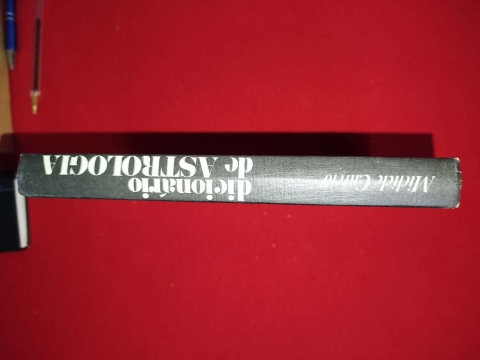 dicionário
de ASTROLOGIA
Michele Curcio